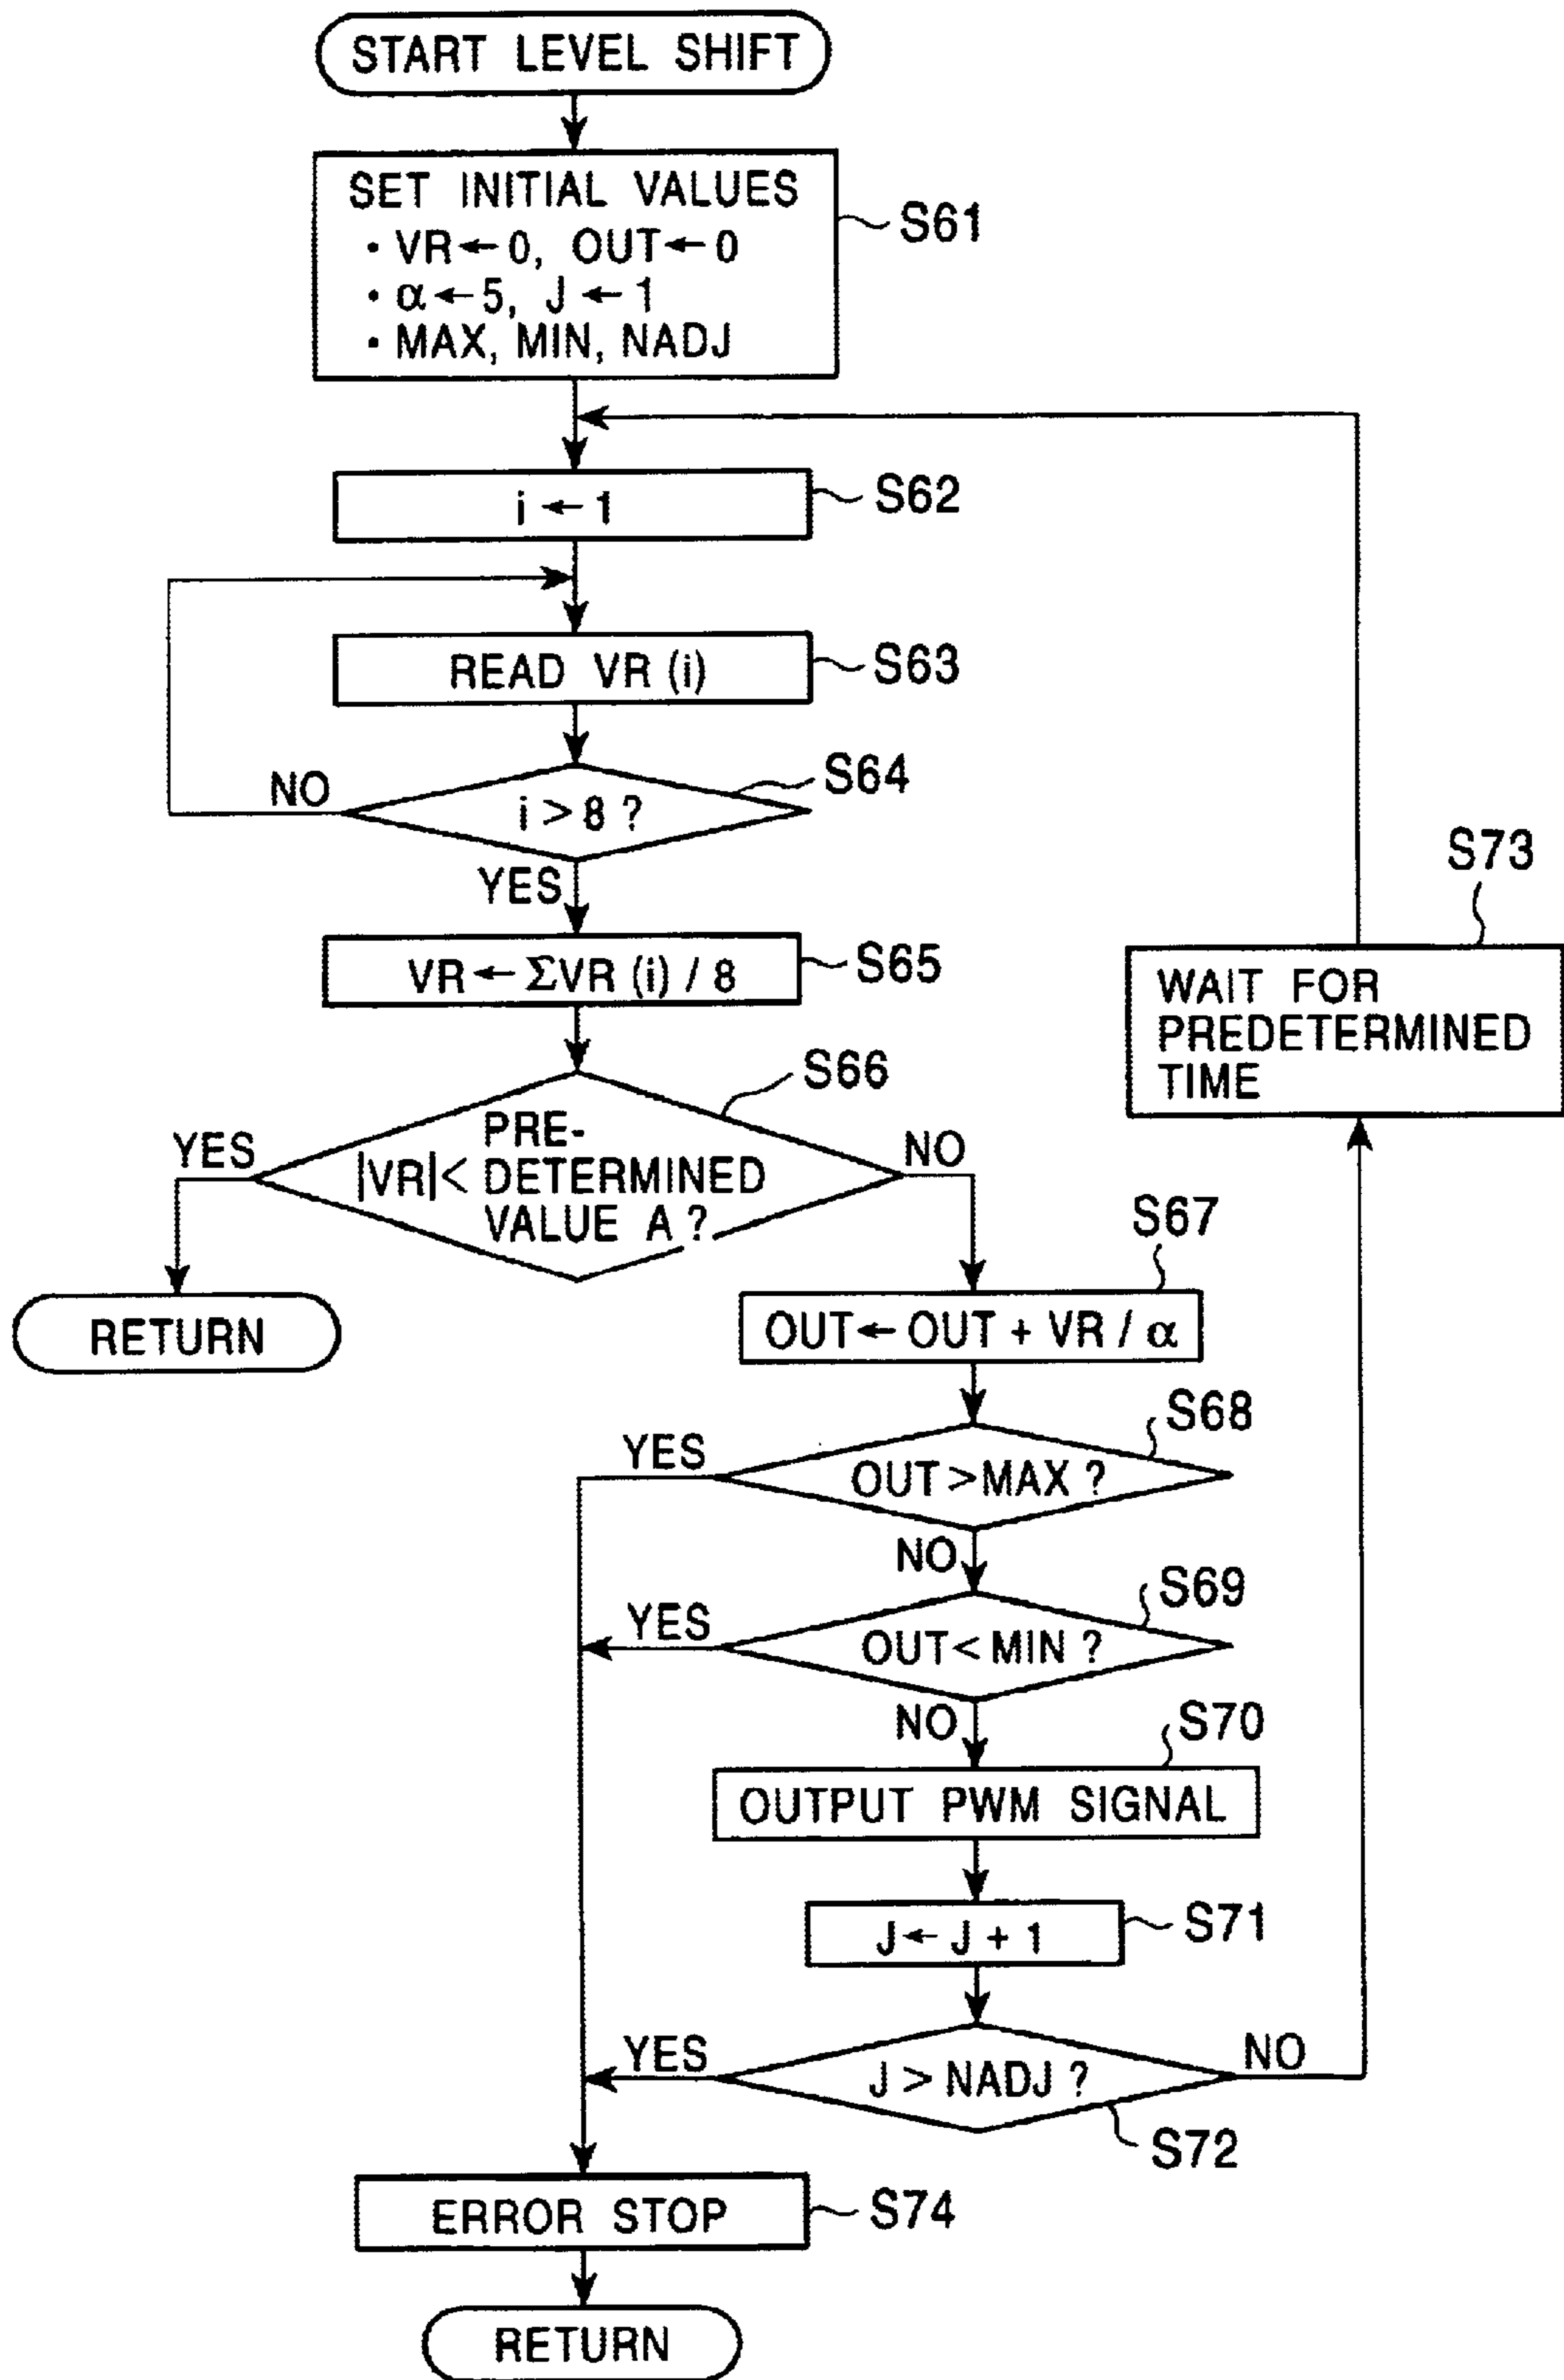 START LEVEL SHIFT
SET INITIAL VALUES
· VR←0, OUT←0
· α←5, J←1
· MAX, MIN, NADJ
S61
i←1
S62
READ VR (i)
S63
i > 8 ?
S64
NO
YES
VR←ΣVR (i) / 8
S65
|VR| < PRE-
DETERMINED
VALUE A ?
S66
YES
NO
RETURN
OUT←OUT + VR / α
S67
OUT > MAX ?
S68
YES
NO
OUT < MIN ?
S69
YES
NO
OUTPUT PWM SIGNAL
S70
J←J + 1
S71
J > NADJ ?
S72
YES
NO
WAIT FOR
PREDETERMINED
TIME
S73
ERROR STOP
S74
RETURN